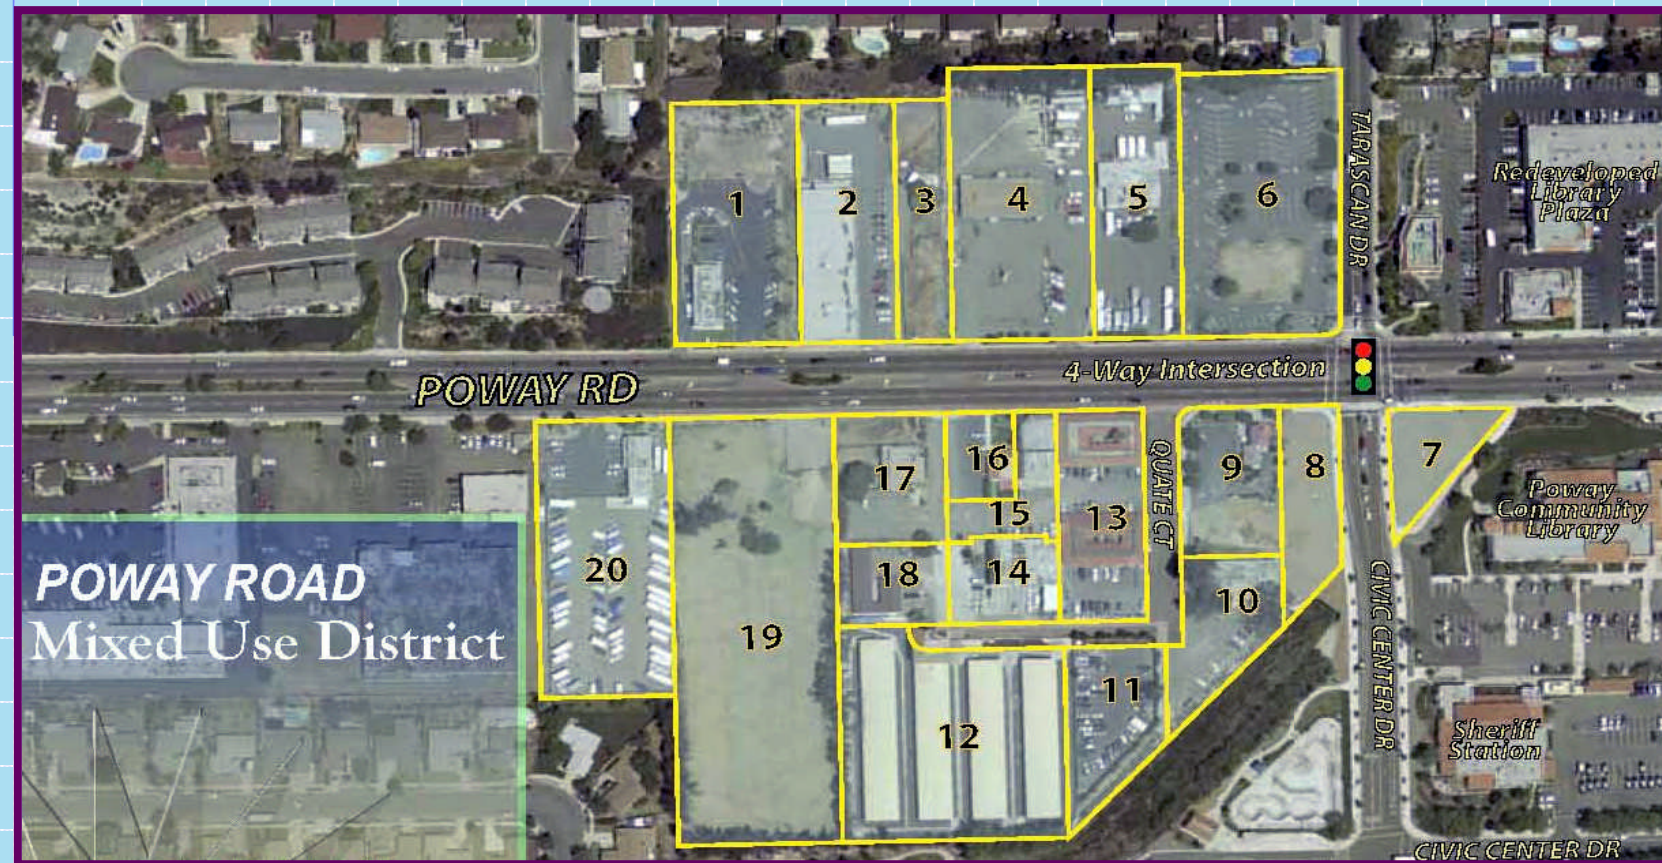 TARASCAN DR
Redeveloped
Library
Plaza
1
2
3
4
5
6
4-Way Intersection
POWAY RD
7
8
9
16
17
QUATE CT
Poway
Community
Library
15
13
20
18
14
10
CIVIC CENTER DR
POWAY ROAD
Mixed Use District
19
11
12
Sheriff
Station
CIVIC CENTER DR